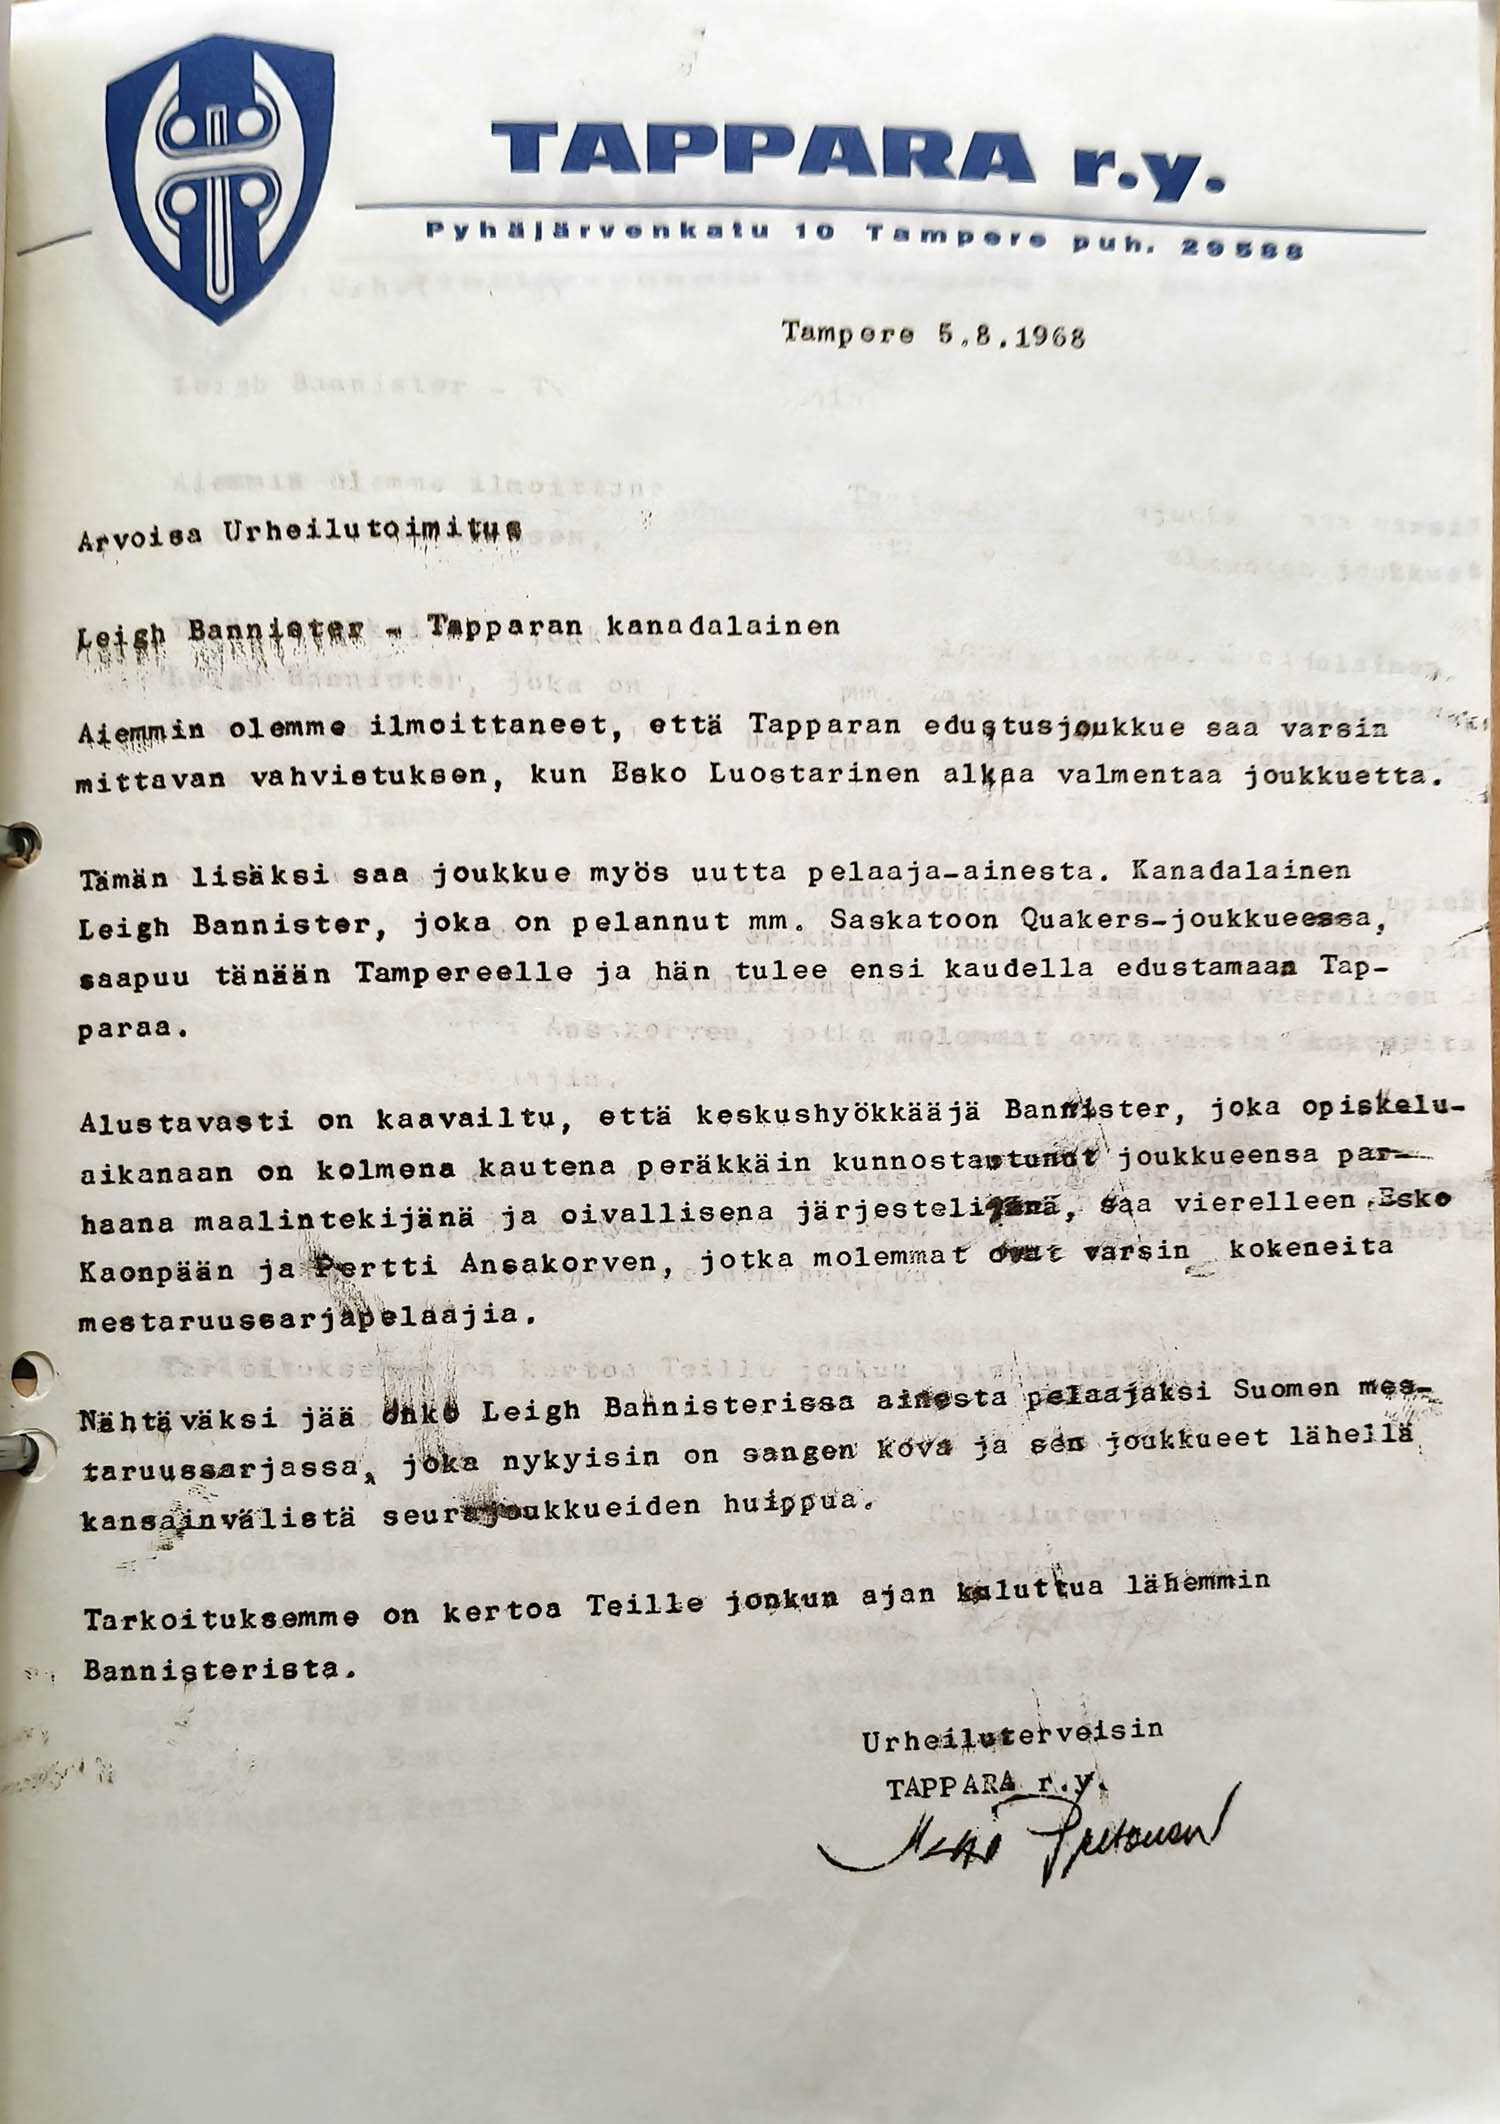 TAPPARA r.y.
Pyhäjärvenkatu 10 Tampere puh. 29588
Tampere 5.8.1968
Arvoisa Urheilutoimitus
Leigh Bannister - Tapparan kanadalainen
Aiemmin olemme ilmoittaneet, että Tapparan edustusjoukkue saa varsin
mittavan vahvistuksen, kun Esko Luostarinen alkaa valmentaa joukkuetta.
Tämän lisäksi saa joukkue myös uutta pelaaja-ainesta. Kanadalainen
Leigh Bannister, joka on pelannut mm. Saskatoon Quakers-joukkueessa,
saapuu tänään Tampereelle ja hän tulee ensi kaudella edustamaan Tap-
paraa.
Alustavasti on kaavailtu, että keskushyökkääjä Bannister, joka opiskelu-
aikanaan on kolmena kautena peräkkäin kunnostautunut joukkueensa par-
haana maalintekijänä ja oivallisena järjestelijänä, saa vierelleen Esko
Kaonpään ja Pertti Ansakorven, jotka molemmat ovat varsin kokeneita
mestaruussarjapelaajia.
Nähtäväksi jää onko Leigh Bannisterissa ainesta pelaajaksi Suomen mes-
taruussarjassa, joka nykyisin on sangen kova ja sen joukkueet lähellä
kansainvälistä seurajoukkueiden huippua.
Tarkoituksemme on kertoa Teille jonkun ajan kuluttua lähemmin
Bannisterista.
Urheiluterveisin
TAPPARA r.y.